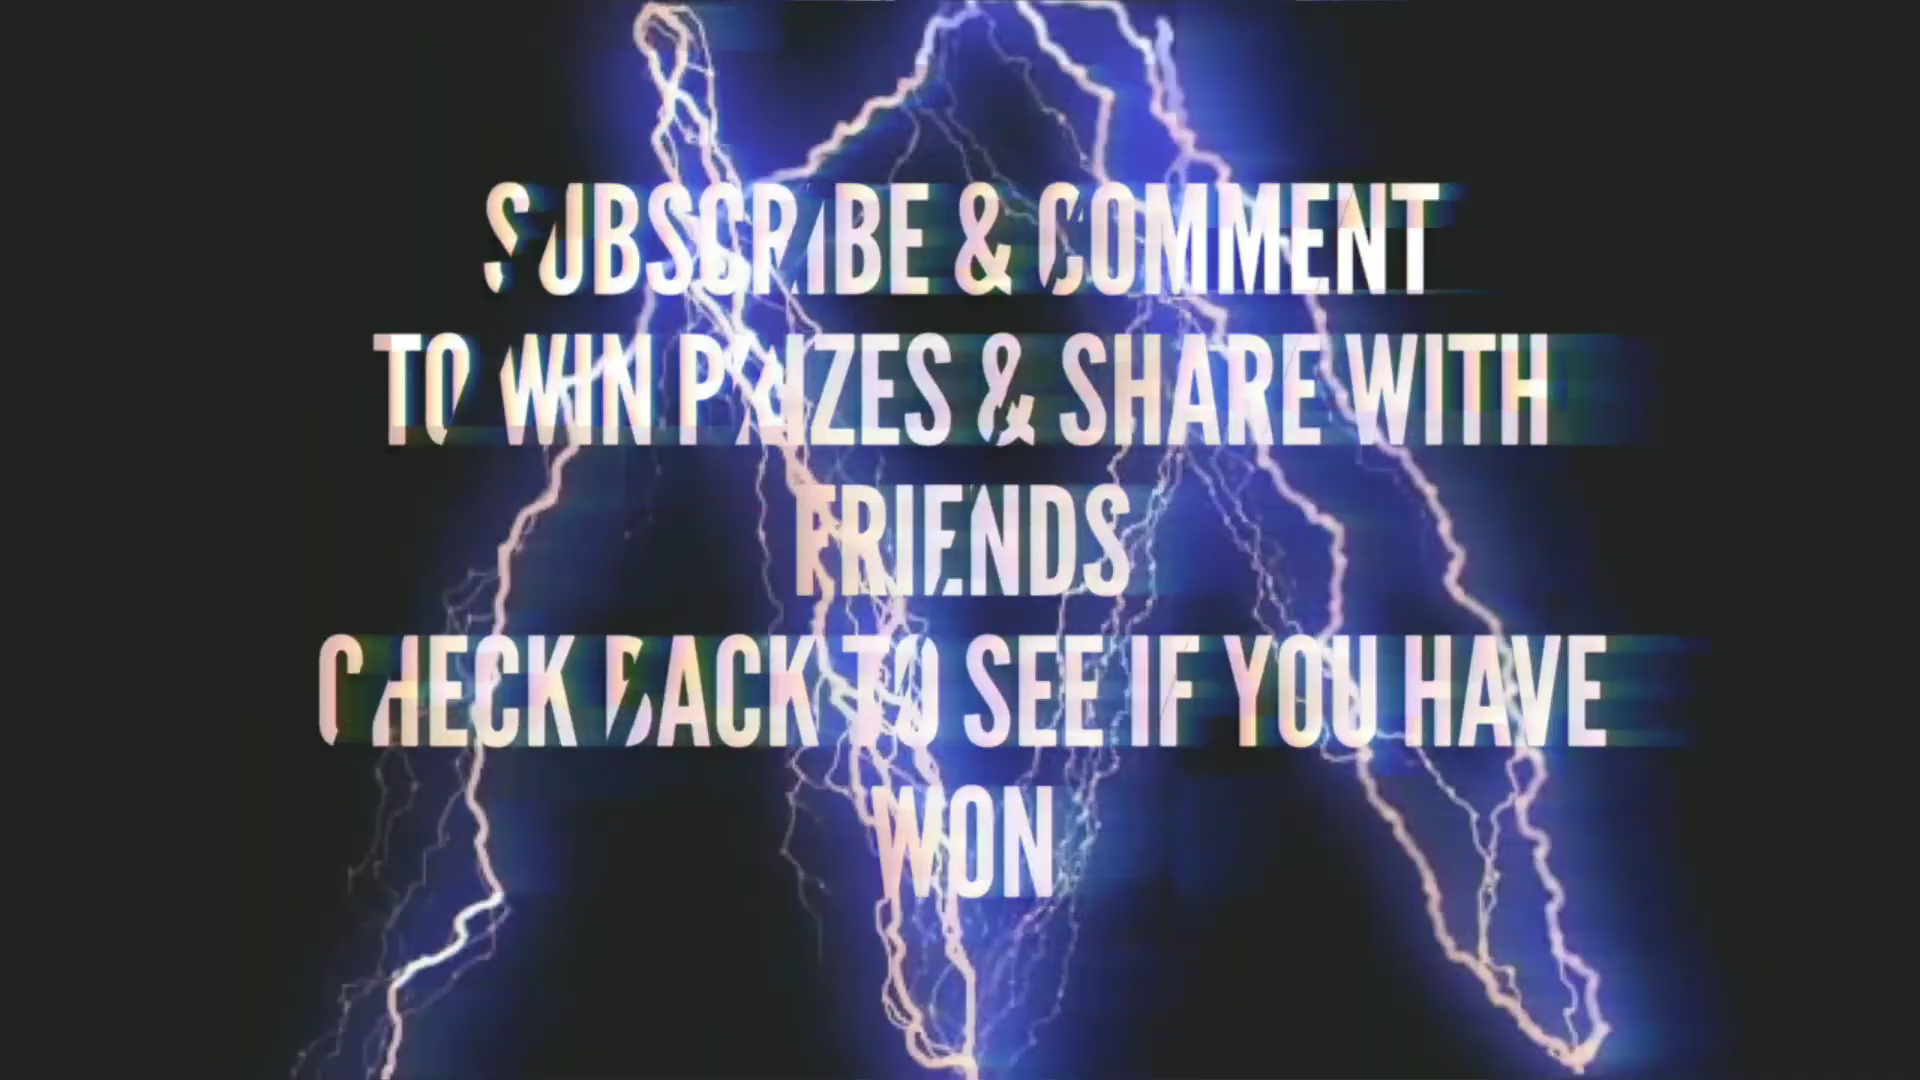 SUBSCRIBE & COMMENT
TO WIN PRIZES & SHARE WITH
FRIENDS
CHECK BACK TO SEE IF YOU HAVE
WON